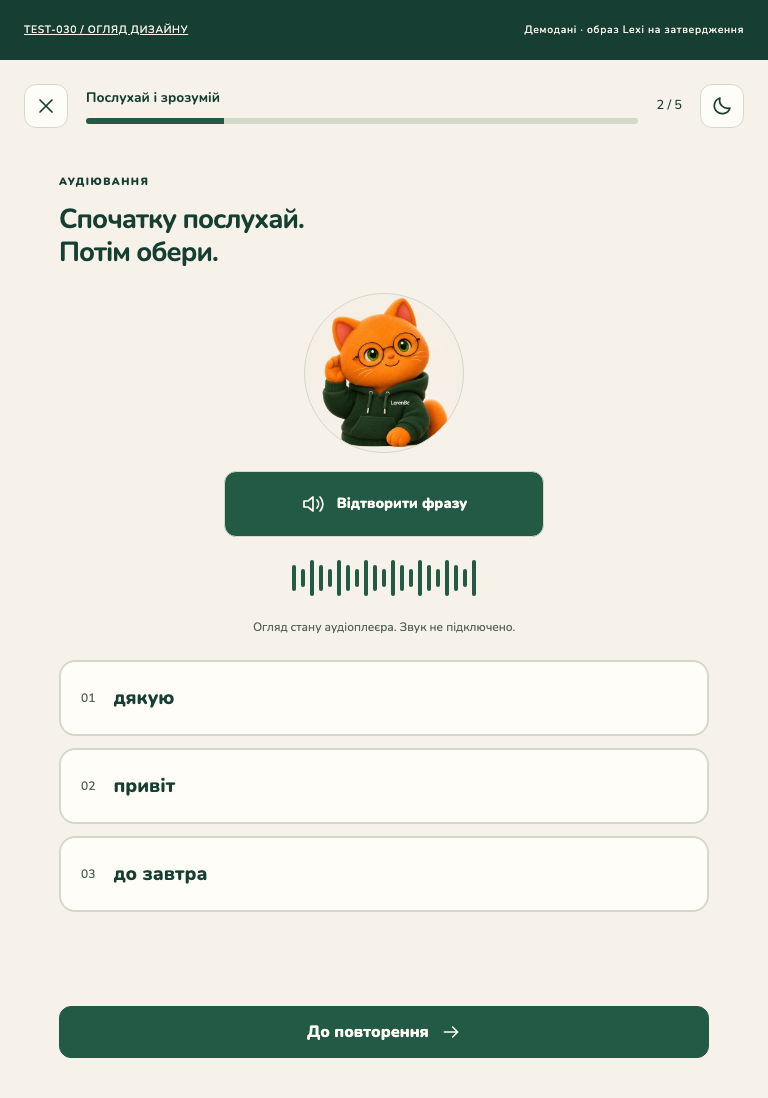 TEST-030 / ОГЛЯД ДИЗАЙНУ
Демодані · образ Lexi на затвердження
Послухай і зрозумій
2 / 5
АУДІЮВАННЯ
Спочатку послухай.
Потім обери.
Відтворити фразу
Огляд стану аудіоплеєра. Звук не підключено.
01 дякую
02 привіт
03 до завтра
До повторення